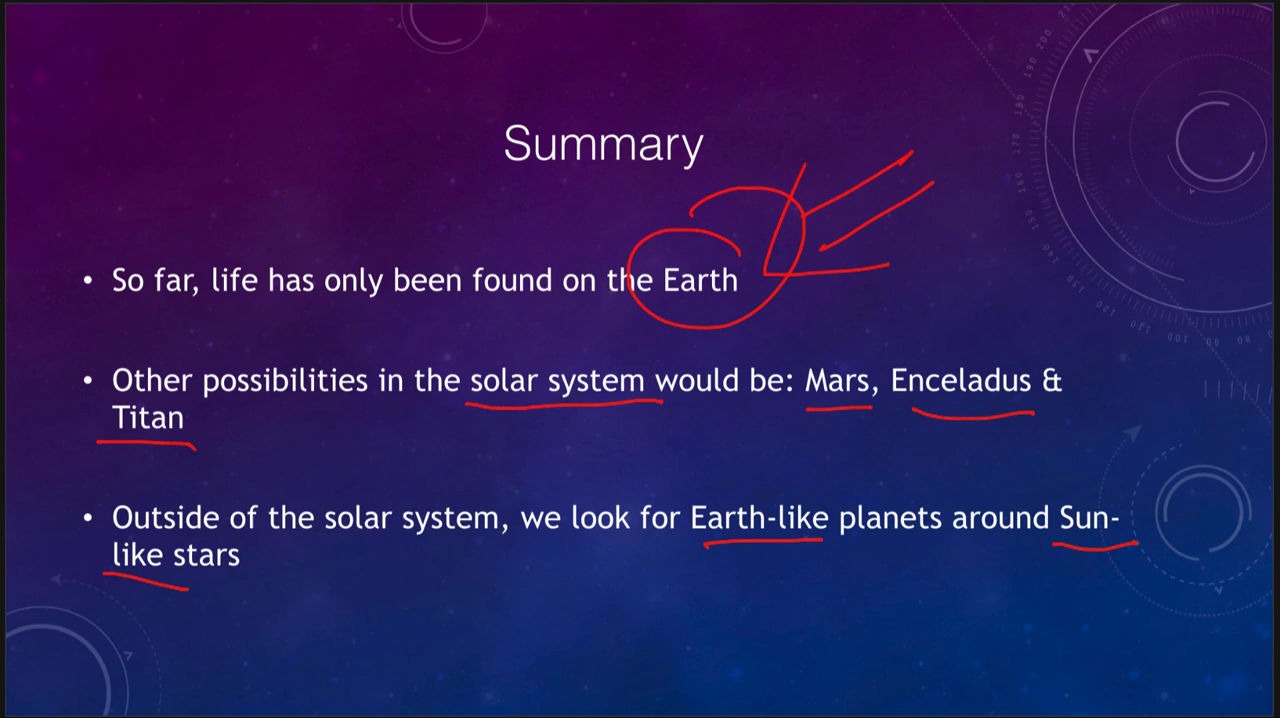 Summary
• So far, life has only been found on the Earth
• Other possibilities in the solar system would be: Mars, Enceladus &
Titan
• Outside of the solar system, we look for Earth-like planets around Sun-
like stars